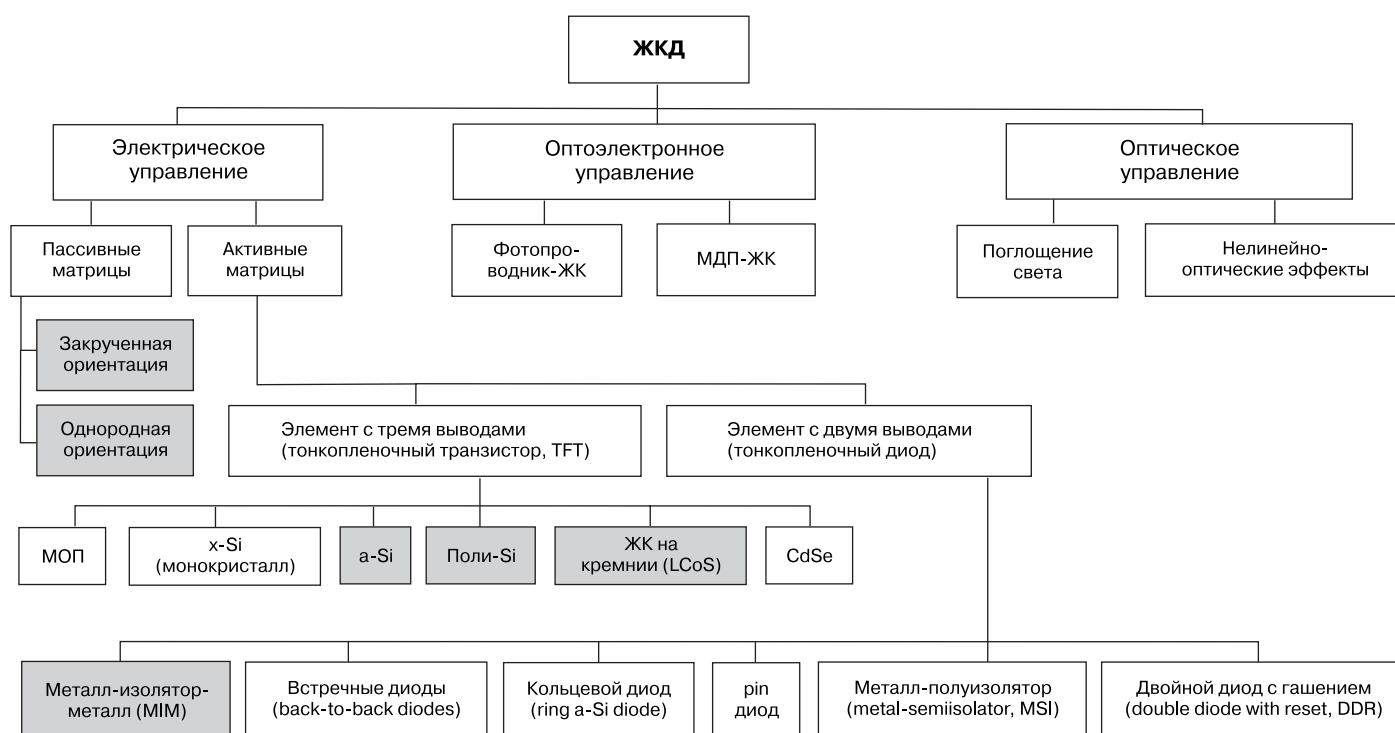 ЖКД
Электрическое
управление
Оптоэлектронное
управление
Оптическое
управление
Пассивные
матрицы
Активные
матрицы
Фотопро-
водник-ЖК
МДП-ЖК
Поглощение
света
Нелинейно-
оптические эффекты
Закрученная
ориентация
Однородная
ориентация
Элемент с тремя выводами
(тонкопленочный транзистор, TFT)
Элемент с двумя выводами
(тонкопленочный диод)
МОП
x-Si
(монокристалл)
a-Si
Поли-Si
ЖК на
кремнии (LCoS)
CdSe
Металл-изолятор-
металл (MIM)
Встречные диоды
(back-to-back diodes)
Кольцевой диод
(ring a-Si diode)
pin
диод
Металл-полуизолятор
(metal-semiisolator, MSI)
Двойной диод с гашением
(double diode with reset, DDR)